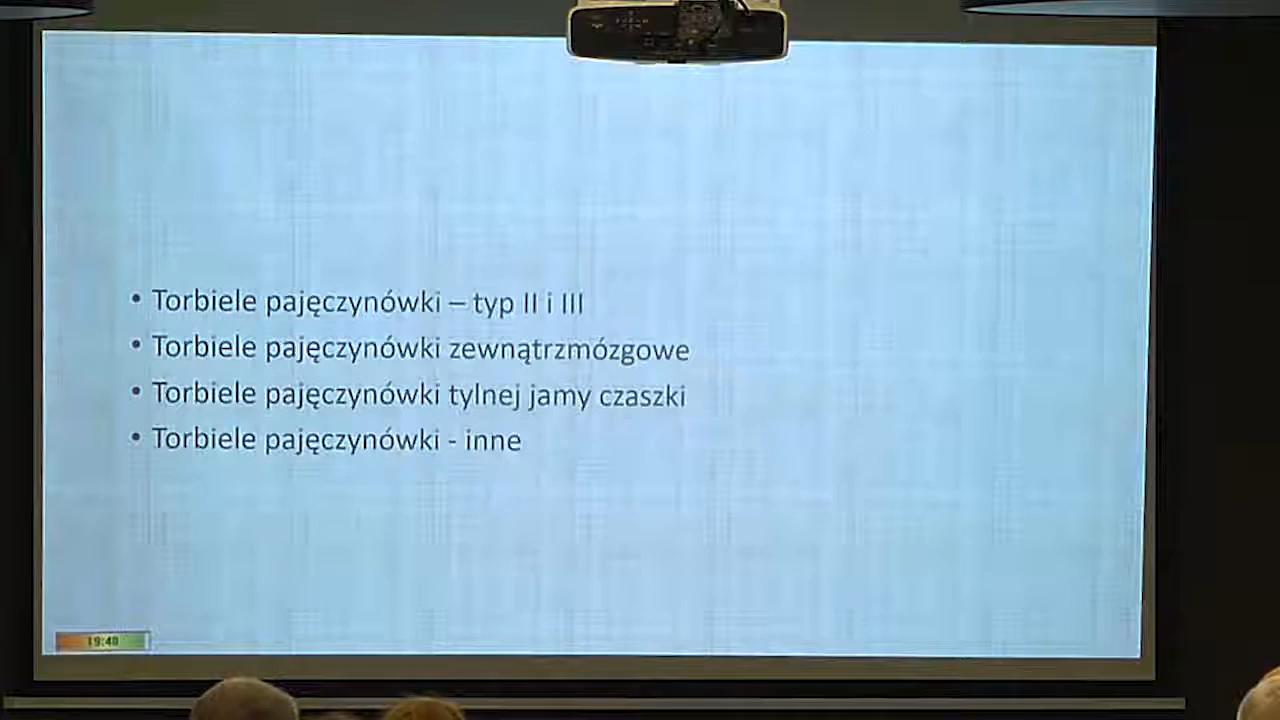 • Torbiele pajęczynówki – typ II i III
• Torbiele pajęczynówki zewnątrzmózgowe
• Torbiele pajęczynówki tylnej jamy czaszki
• Torbiele pajęczynówki - inne
19:48